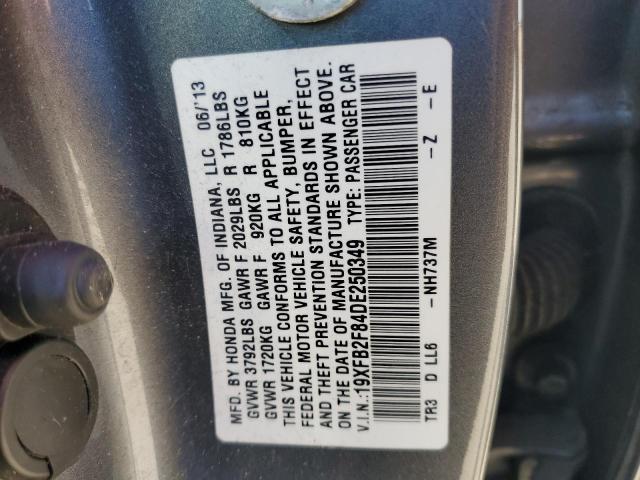 MFD. BY HONDA MFG. OF INDIANA, LLC 06/'13
GVWR 3792LBS GAWR F 2029LBS R 1786LBS
GVWR 1720KG GAWR F 920KG R 810KG
THIS VEHICLE CONFORMS TO ALL APPLICABLE
FEDERAL MOTOR VEHICLE SAFETY, BUMPER,
AND THEFT PREVENTION STANDARDS IN EFFECT
ON THE DATE OF MANUFACTURE SHOWN ABOVE.
V.I.N.:19XFB2F84DE250349 TYPE: PASSENGER CAR
TR3 D LL6 –NH737M –Z –E